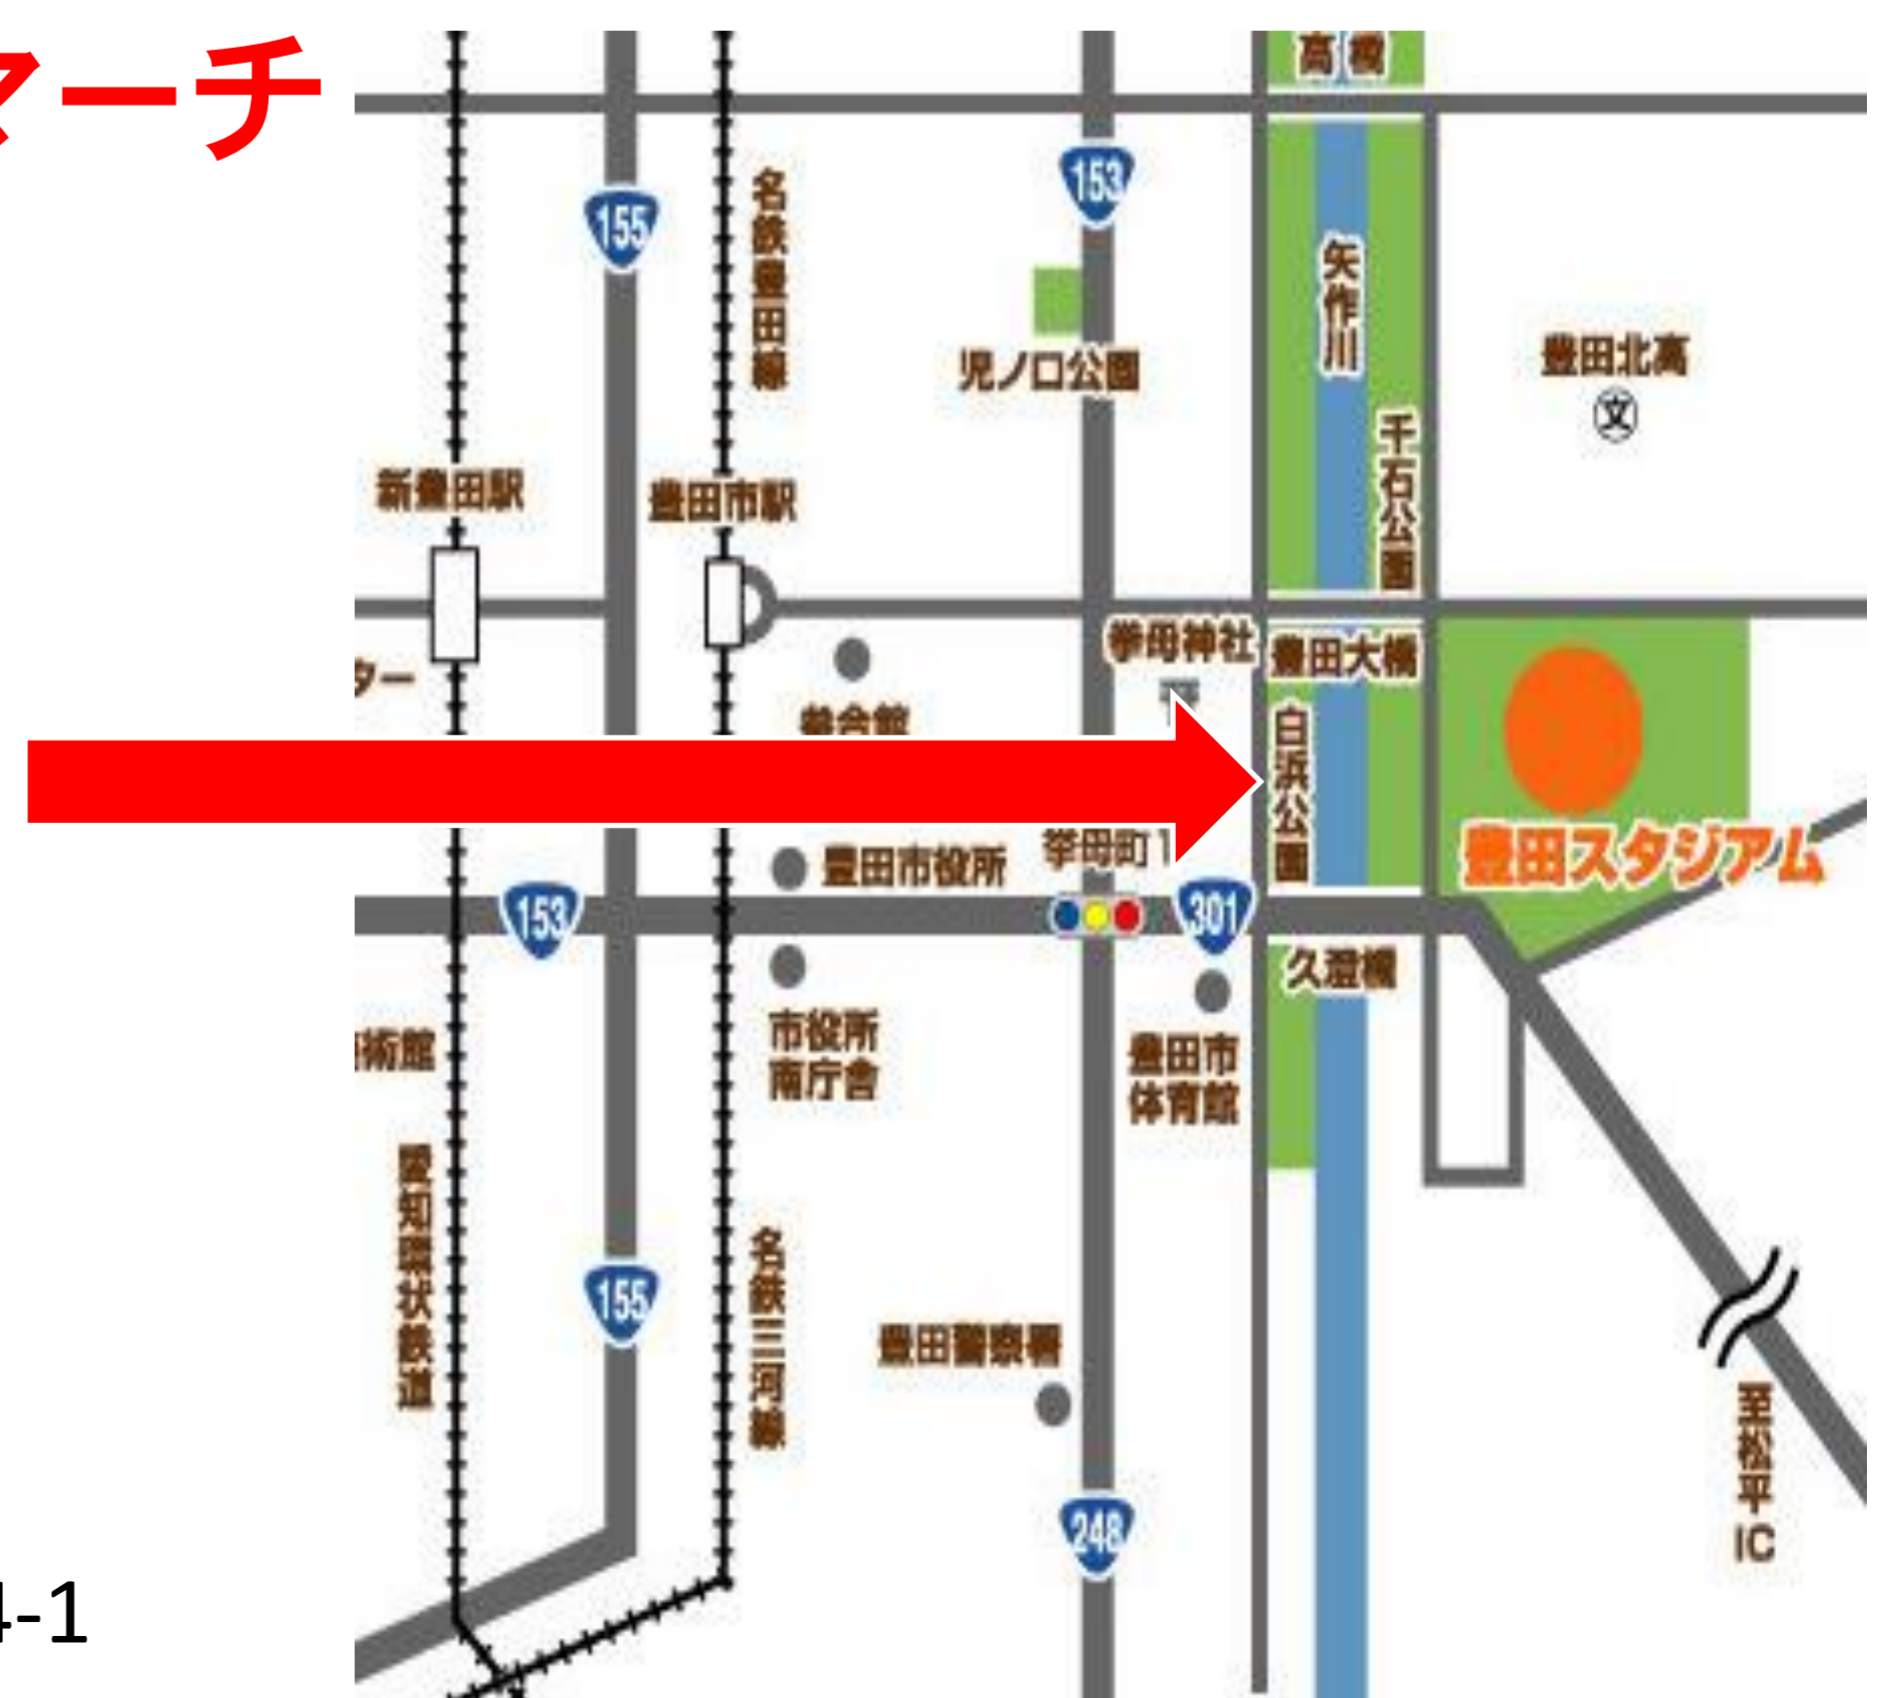 マーチ
高橋
153
155
名鉄豊田線
矢作川
児ノ口公園
豊田北高
文
千石公園
新豊田駅
豊田市駅
挙母神社
豊田大橋
ター
参合館
白浜公園
豊田スタジアム
挙母町1
豊田市役所
153
301
久澄橋
市役所
南庁舎
術館
豊田市
体育館
愛知環状鉄道
名鉄三河線
155
豊田警察署
至松平IC
248
4-1